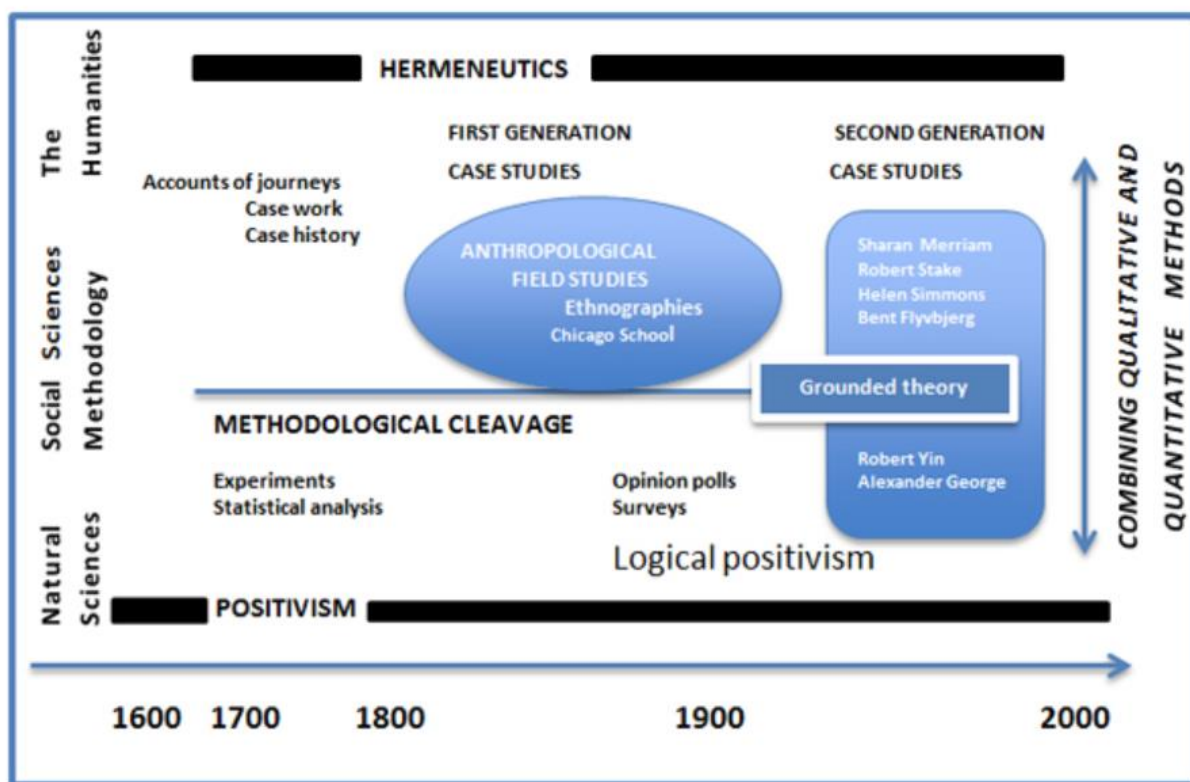 The
Humanities
HERMENEUTICS
FIRST GENERATION
CASE STUDIES
SECOND GENERATION
CASE STUDIES
Accounts of journeys
Case work
Case history
ANTHROPOLOGICAL
FIELD STUDIES
Ethnographies
Chicago School
Sharan Merriam
Robert Stake
Helen Simmons
Bent Flyvbjerg
Grounded theory
Robert Yin
Alexander George
Social Sciences
Methodology
METHODOLOGICAL CLEAVAGE
Experiments
Statistical analysis
Opinion polls
Surveys
Logical positivism
Natural
Sciences
POSITIVISM
COMBINING QUALITATIVE AND
QUANTITATIVE METHODS
1600 1700 1800 1900 2000